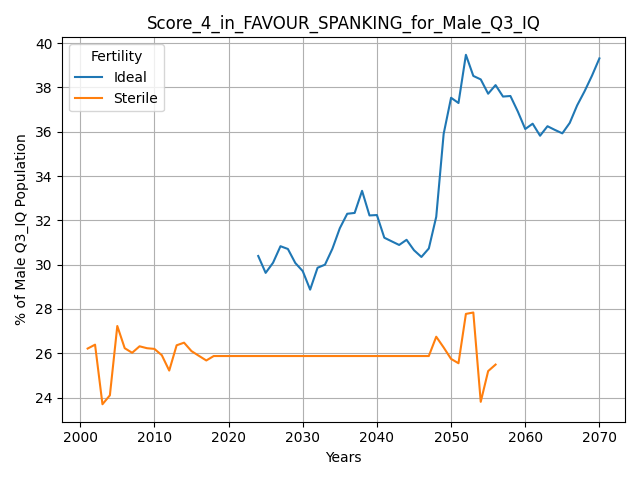 Score_4_in_FAVOUR_SPANKING_for_Male_Q3_IQ
Fertility
Ideal
Sterile
% of Male Q3_IQ Population
40
38
36
34
32
30
28
26
24
2000 2010 2020 2030 2040 2050 2060 2070
Years